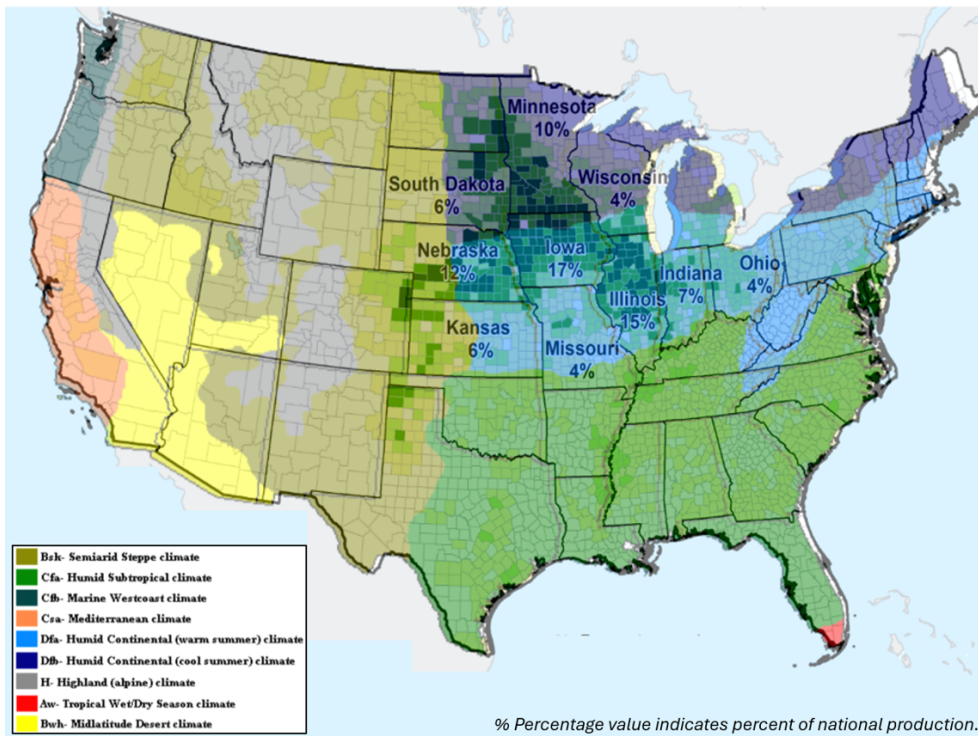 Minnesota
10%
South Dakota
6%
Wisconsin
4%
Nebraska
12%
Iowa
17%
Illinois
15%
Indiana
7%
Ohio
4%
Kansas
6%
Missouri
4%
Bsk- Semiarid Steppe climate
Cfa- Humid Subtropical climate
Cfb- Marine Westcoast climate
Csa- Mediterranean climate
Dfa- Humid Continental (warm summer) climate
Dfb- Humid Continental (cool summer) climate
H- Highland (alpine) climate
Aw- Tropical Wet/Dry Season climate
Bwh- Midlatitude Desert climate
% Percentage value indicates percent of national production.